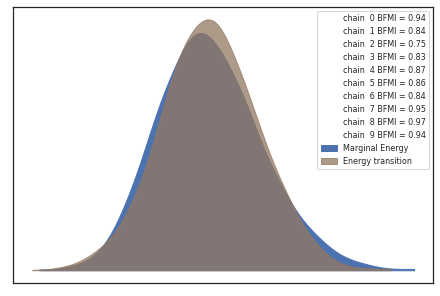 chain 0 BFMI = 0.94
chain 1 BFMI = 0.84
chain 2 BFMI = 0.75
chain 3 BFMI = 0.83
chain 4 BFMI = 0.87
chain 5 BFMI = 0.86
chain 6 BFMI = 0.84
chain 7 BFMI = 0.95
chain 8 BFMI = 0.97
chain 9 BFMI = 0.94
Marginal Energy
Energy transition